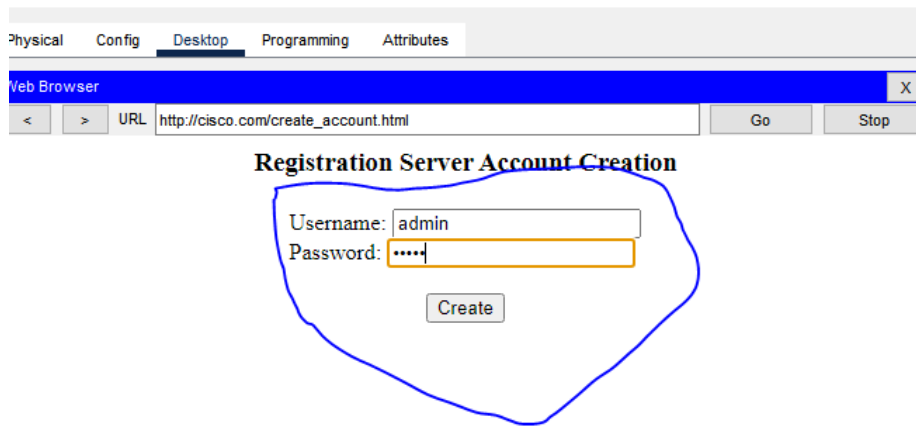 Physical Config Desktop Programming Attributes
Web Browser X
< > URL http://cisco.com/create_account.html Go Stop
Registration Server Account Creation
Username: admin
Password: •••••
Create